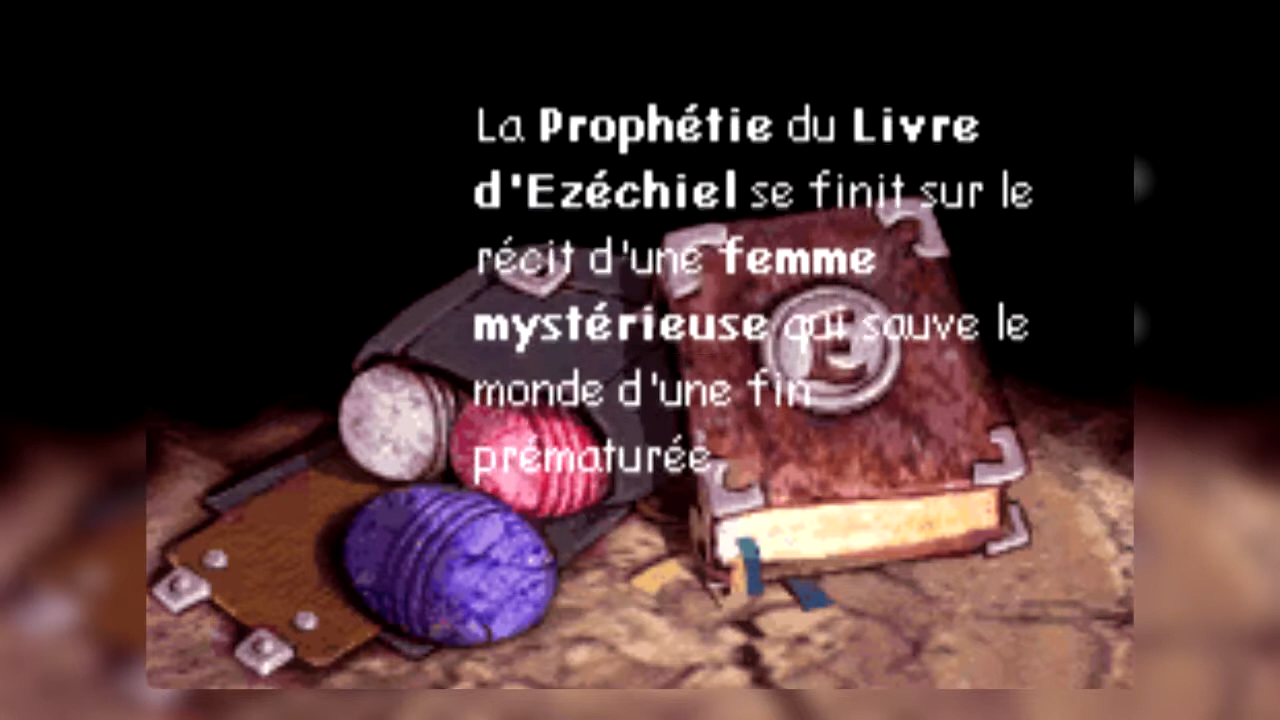 La Prophétie du Livre
d'Ezéchiel se finit sur le
récit d'une femme
mystérieuse qui sauve le
monde d'une fin
prématurée.